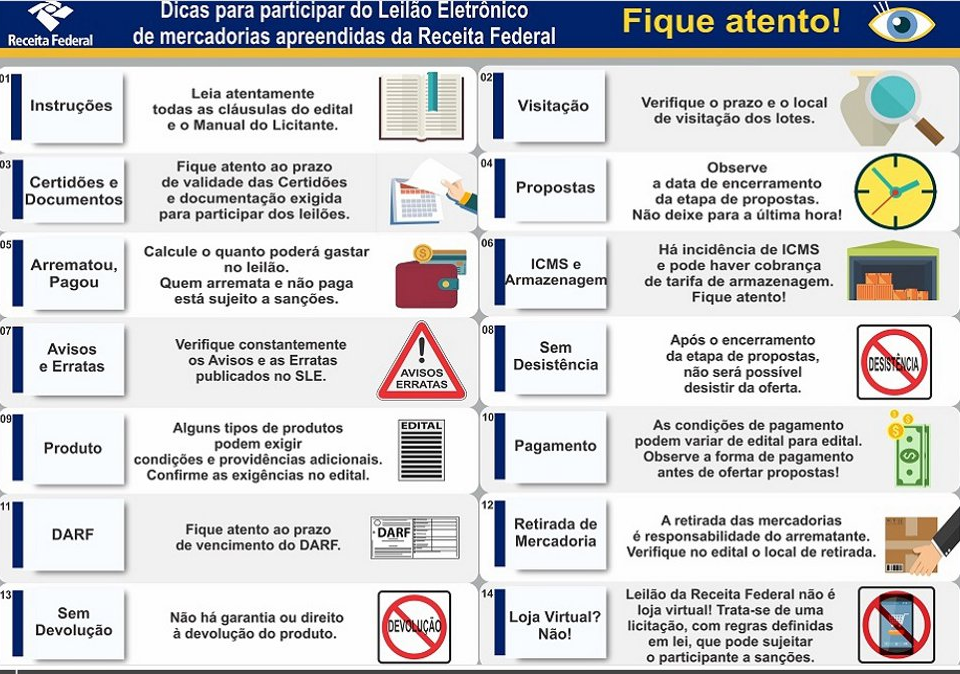 Receita Federal
Dicas para participar do Leilão Eletrônico
de mercadorias apreendidas da Receita Federal
Fique atento!
01
Instruções
Leia atentamente
todas as cláusulas do edital
e o Manual do Licitante.
02
Visitação
Verifique o prazo e o local
de visitação dos lotes.
03
Certidões e
Documentos
Fique atento ao prazo
de validade das Certidões
e documentação exigida
para participar dos leilões.
04
Propostas
Observe
a data de encerramento
da etapa de propostas.
Não deixe para a última hora!
05
Arrematou,
Pagou
Calcule o quanto poderá gastar
no leilão.
Quem arremata e não paga
está sujeito a sanções.
06
ICMS e
Armazenagem
Há incidência de ICMS
e pode haver cobrança
de tarifa de armazenagem.
Fique atento!
07
Avisos
e Erratas
Verifique constantemente
os Avisos e as Erratas
publicados no SLE.
AVISOS
ERRATAS
08
Sem
Desistência
Após o encerramento
da etapa de propostas,
não será possível
desistir da oferta.
DESISTÊNCIA
09
Produto
Alguns tipos de produtos
podem exigir
condições e providências adicionais.
Confirme as exigências no edital.
EDITAL
10
Pagamento
As condições de pagamento
podem variar de edital para edital.
Observe a forma de pagamento
antes de ofertar propostas!
11
DARF
Fique atento ao prazo
de vencimento do DARF.
DARF
12
Retirada de
Mercadoria
A retirada das mercadorias
é responsabilidade do arrematante.
Verifique no edital o local de retirada.
13
Sem
Devolução
Não há garantia ou direito
à devolução do produto.
DEVOLUÇÃO
14
Loja Virtual?
Não!
Leilão da Receita Federal não é
loja virtual! Trata-se de uma
licitação, com regras definidas
em lei, que pode sujeitar
o participante a sanções.